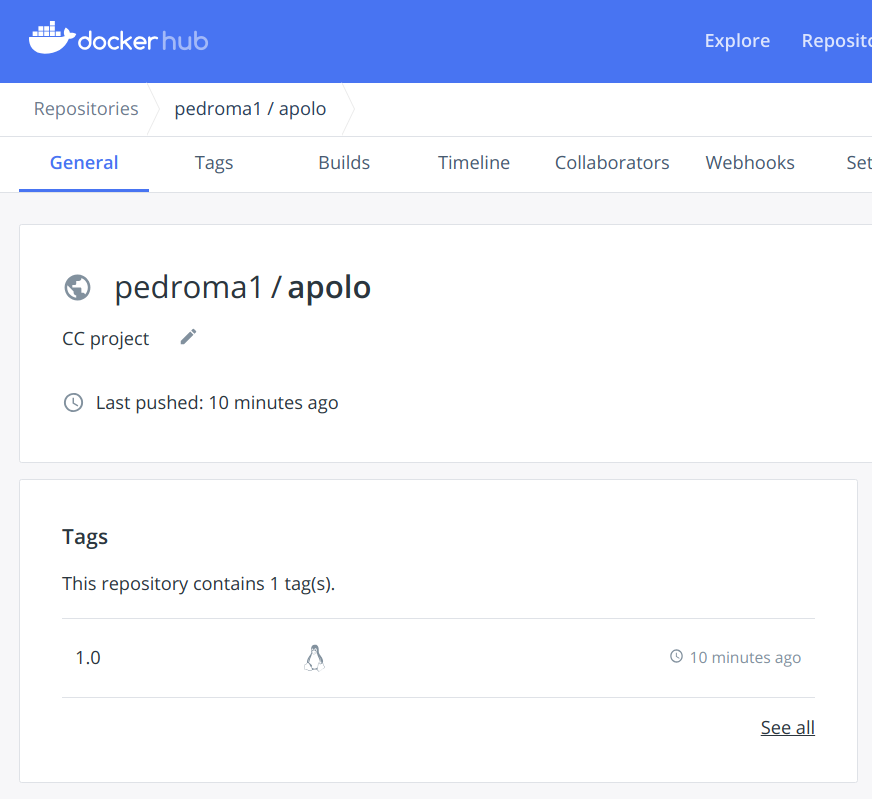 docker hub
Explore Reposito
Repositories pedroma1 / apolo
General Tags Builds Timeline Collaborators Webhooks Set
pedroma1 / apolo
CC project
Last pushed: 10 minutes ago
Tags
This repository contains 1 tag(s).
1.0 10 minutes ago
See all